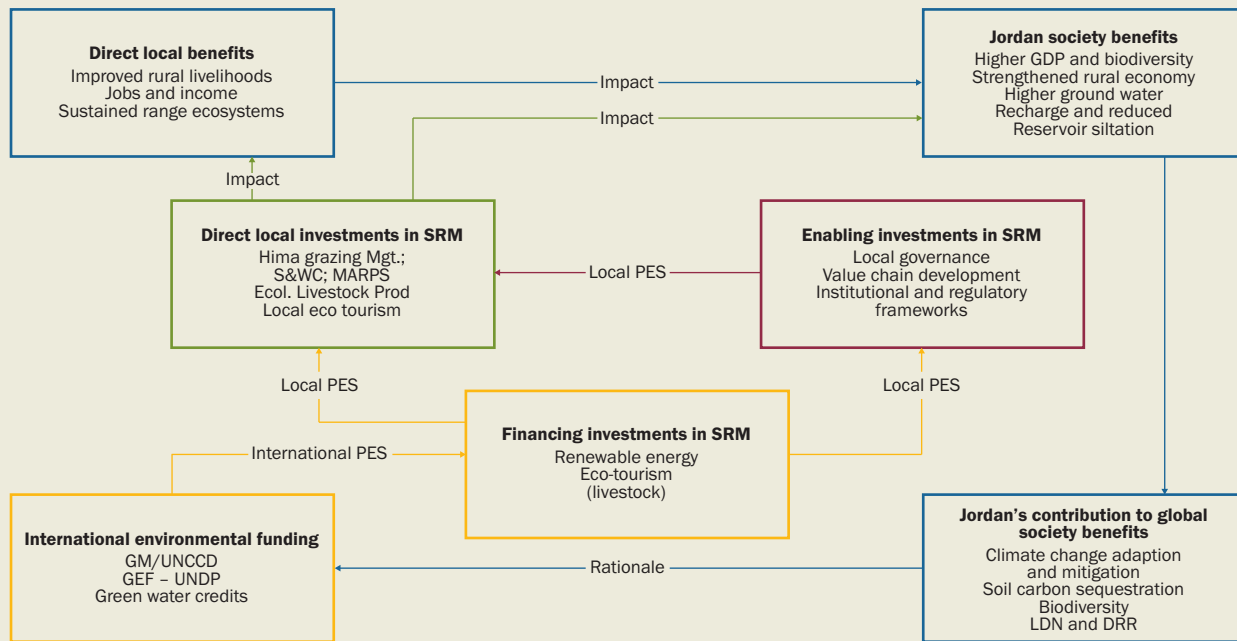 Direct local benefits
Improved rural livelihoods
Jobs and income
Sustained range ecosystems
Impact
Jordan society benefits
Higher GDP and biodiversity
Strengthened rural economy
Higher ground water
Recharge and reduced
Reservoir siltation
Impact
Impact
Direct local investments in SRM
Hima grazing Mgt.;
S&WC; MARPS
Ecol. Livestock Prod
Local eco tourism
Local PES
Enabling investments in SRM
Local governance
Value chain development
Institutional and regulatory
frameworks
Local PES
Local PES
Financing investments in SRM
Renewable energy
Eco-tourism
(livestock)
International PES
International environmental funding
GM/UNCCD
GEF – UNDP
Green water credits
Rationale
Jordan’s contribution to global
society benefits
Climate change adaption
and mitigation
Soil carbon sequestration
Biodiversity
LDN and DRR